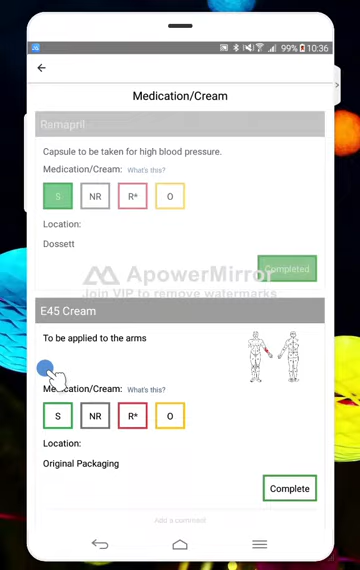 99% 10:36
Medication/Cream
Ramapril
Capsule to be taken for high blood pressure.
Medication/Cream: What's this?
S NR R* O
Location:
Dossett
Completed
ApowerMirror
Join VIP to remove watermarks
E45 Cream
To be applied to the arms
Medication/Cream: What's this?
S NR R* O
Location:
Original Packaging
Complete
Add a comment